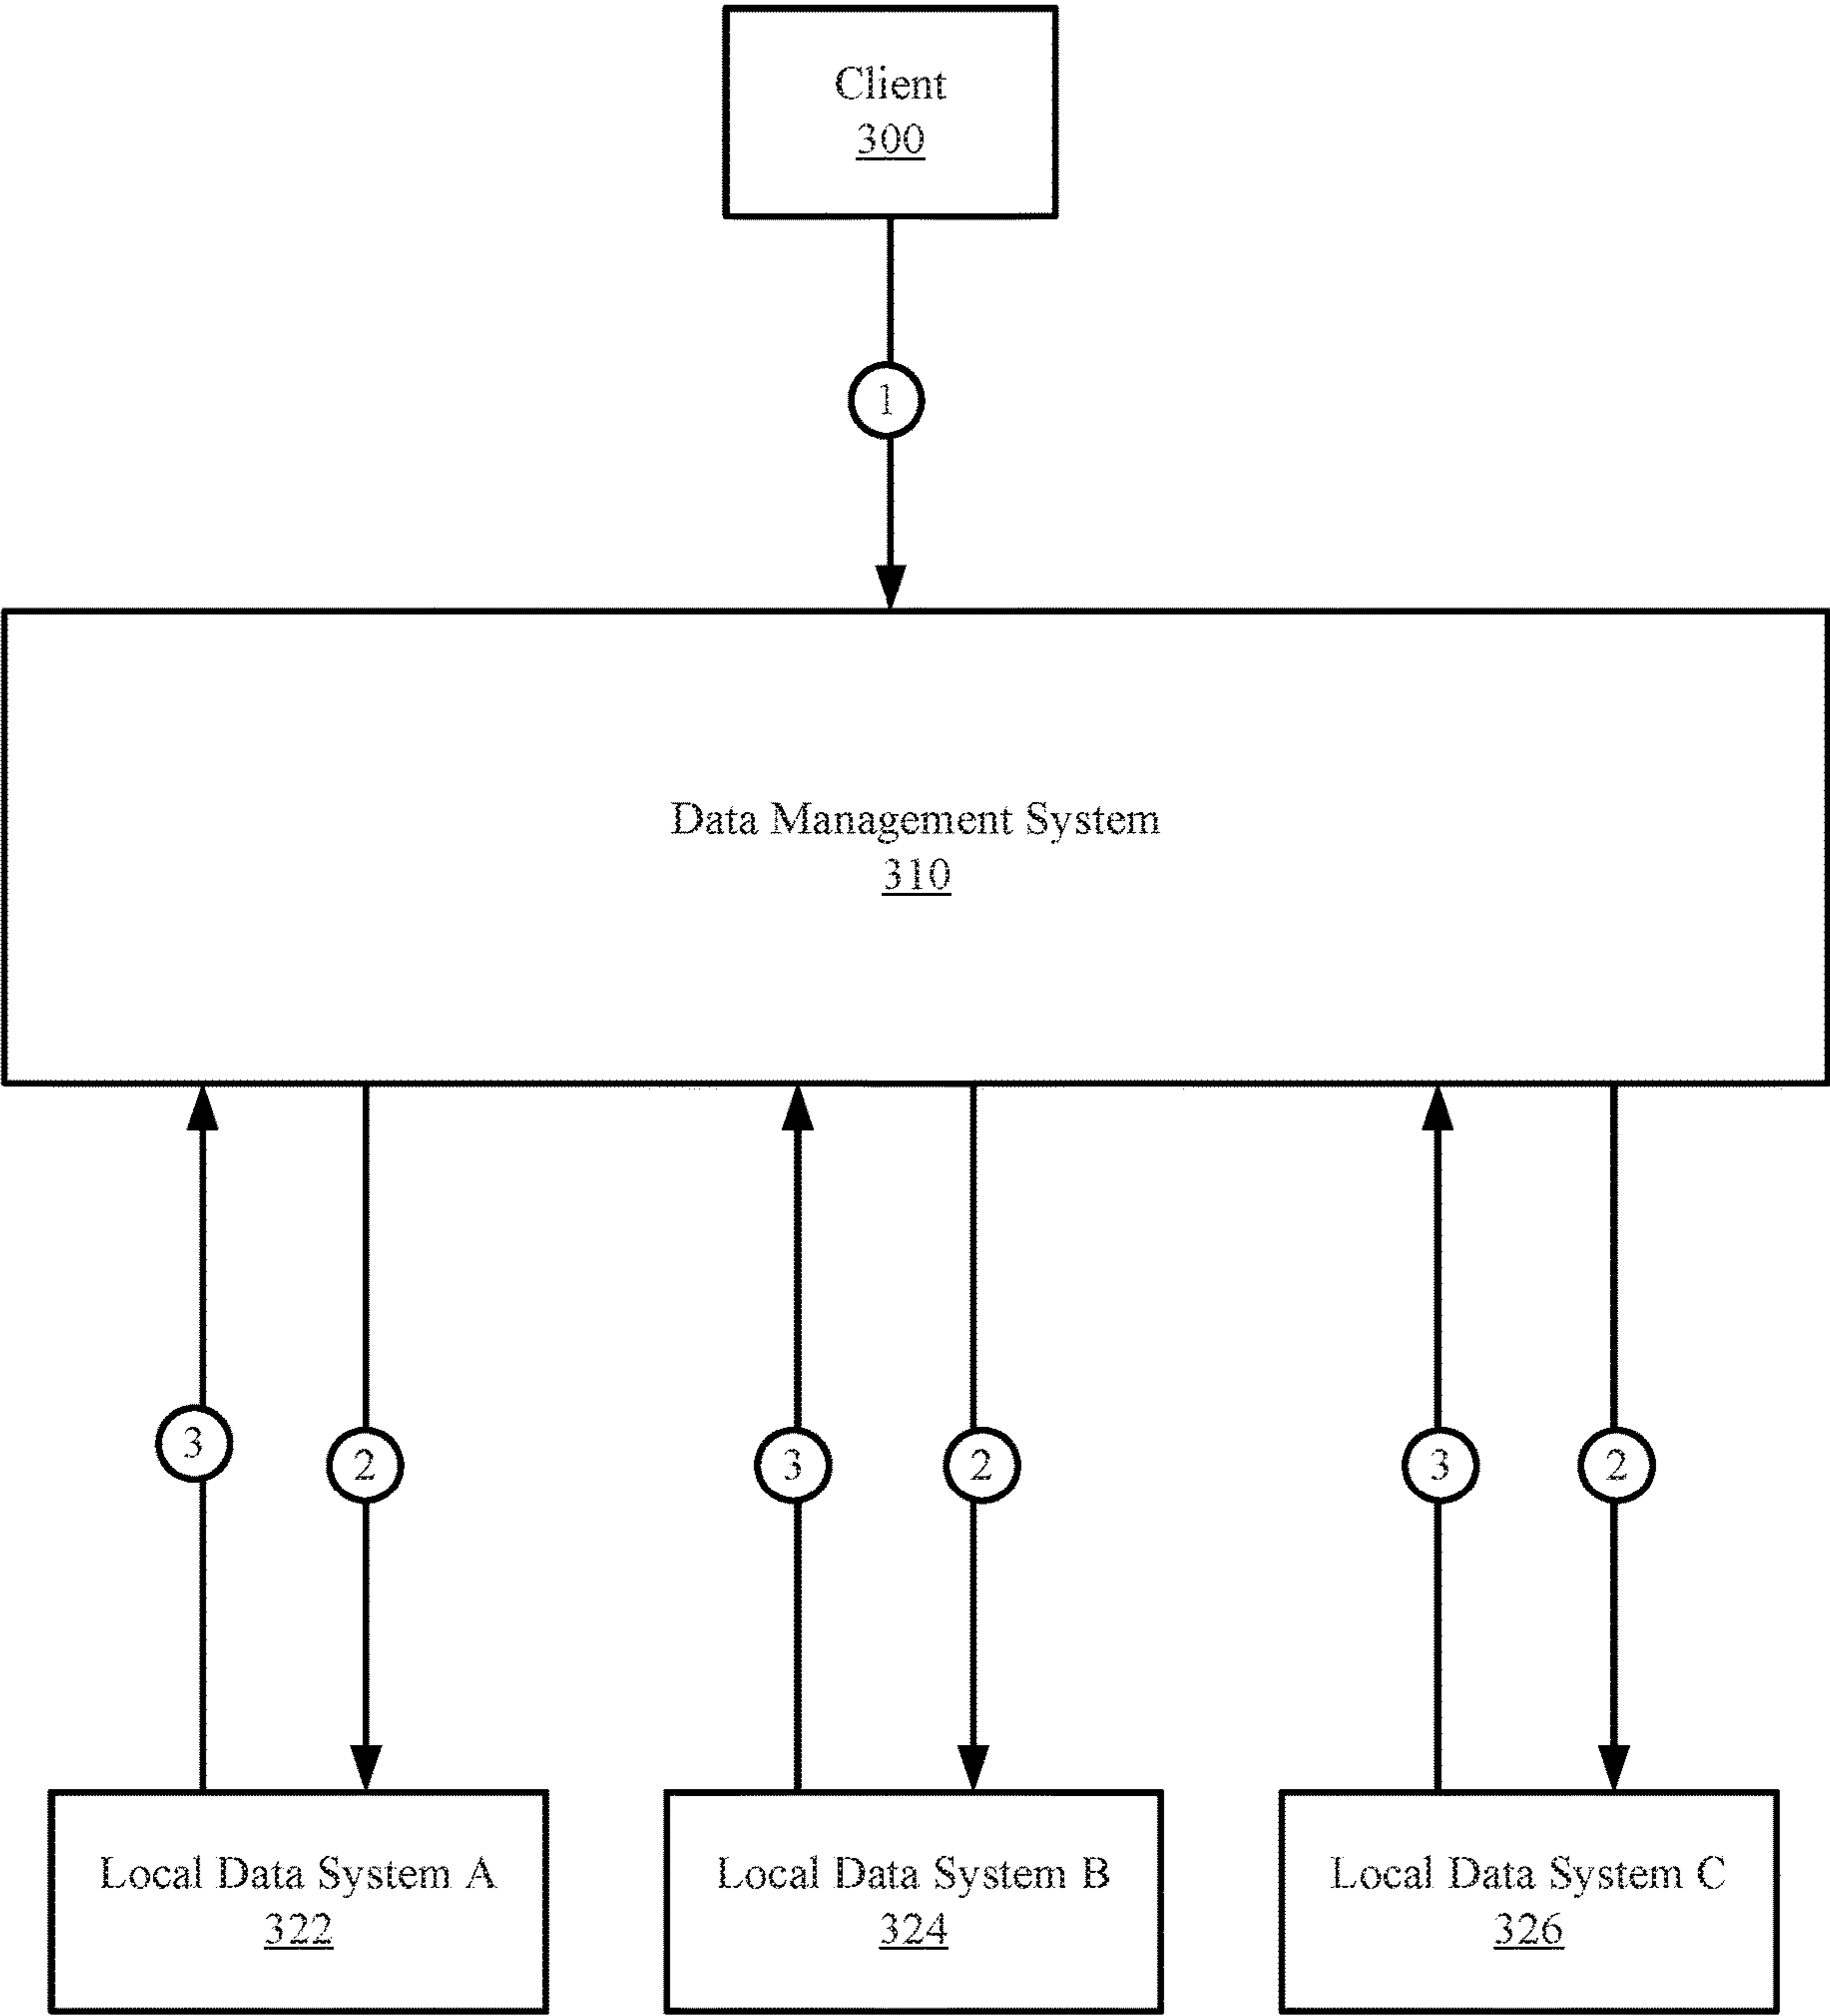 Client
300
1
Data Management System
310
3
2
3
2
3
2
Local Data System A
322
Local Data System B
324
Local Data System C
326